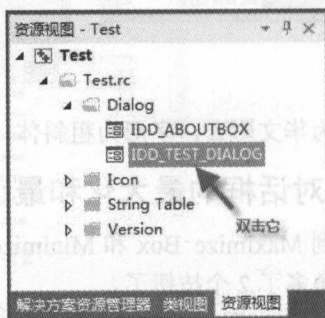 资源视图 - Test
Test
Test.rc
Dialog
IDD_ABOUTBOX
IDD_TEST_DIALOG
Icon
String Table
Version
双击它
解决方案资源管理器 类视图 资源视图